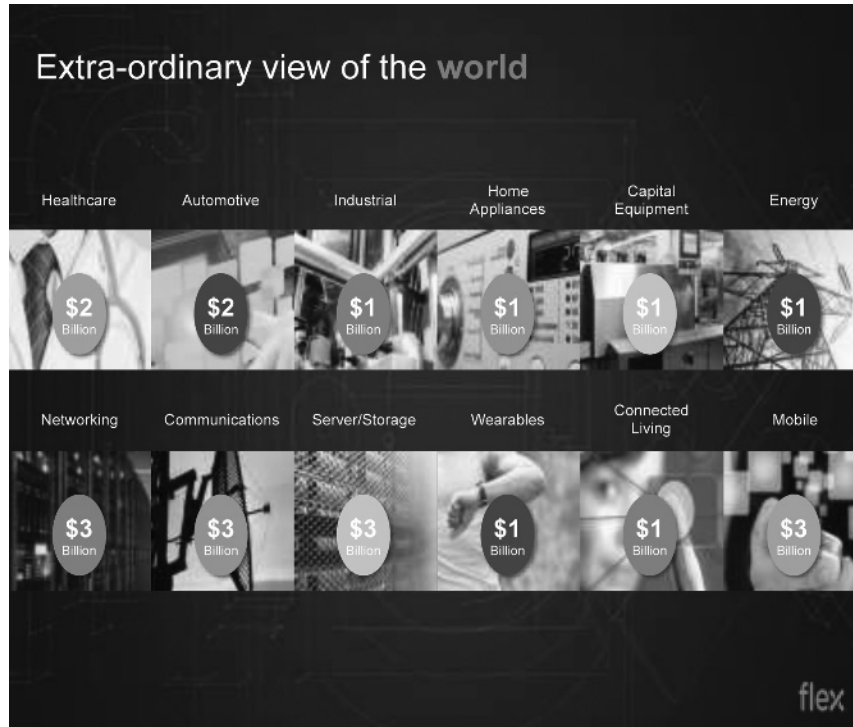 Extra-ordinary view of the world
Healthcare
Automotive
Industrial
Home
Appliances
Capital
Equipment
Energy
$2
Billion
$2
Billion
$1
Billion
$1
Billion
$1
Billion
$1
Billion
Networking
Communications
Server/Storage
Wearables
Connected
Living
Mobile
$3
Billion
$3
Billion
$3
Billion
$1
Billion
$1
Billion
$3
Billion
flex